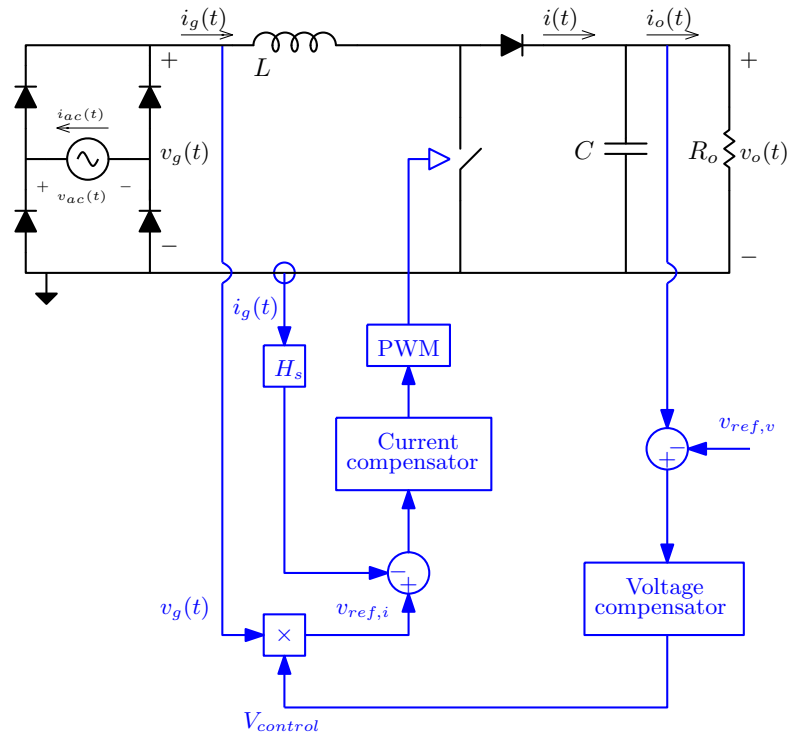 i_g(t)
i(t)
i_o(t)
+
L
+
i_ac(t)
v_g(t)
C
R_o
v_o(t)
+
−
v_ac(t)
−
−
i_g(t)
PWM
H_s
v_ref,v
Current
compensator
−
+
−
+
Voltage
compensator
v_g(t)
v_ref,i
×
V_control